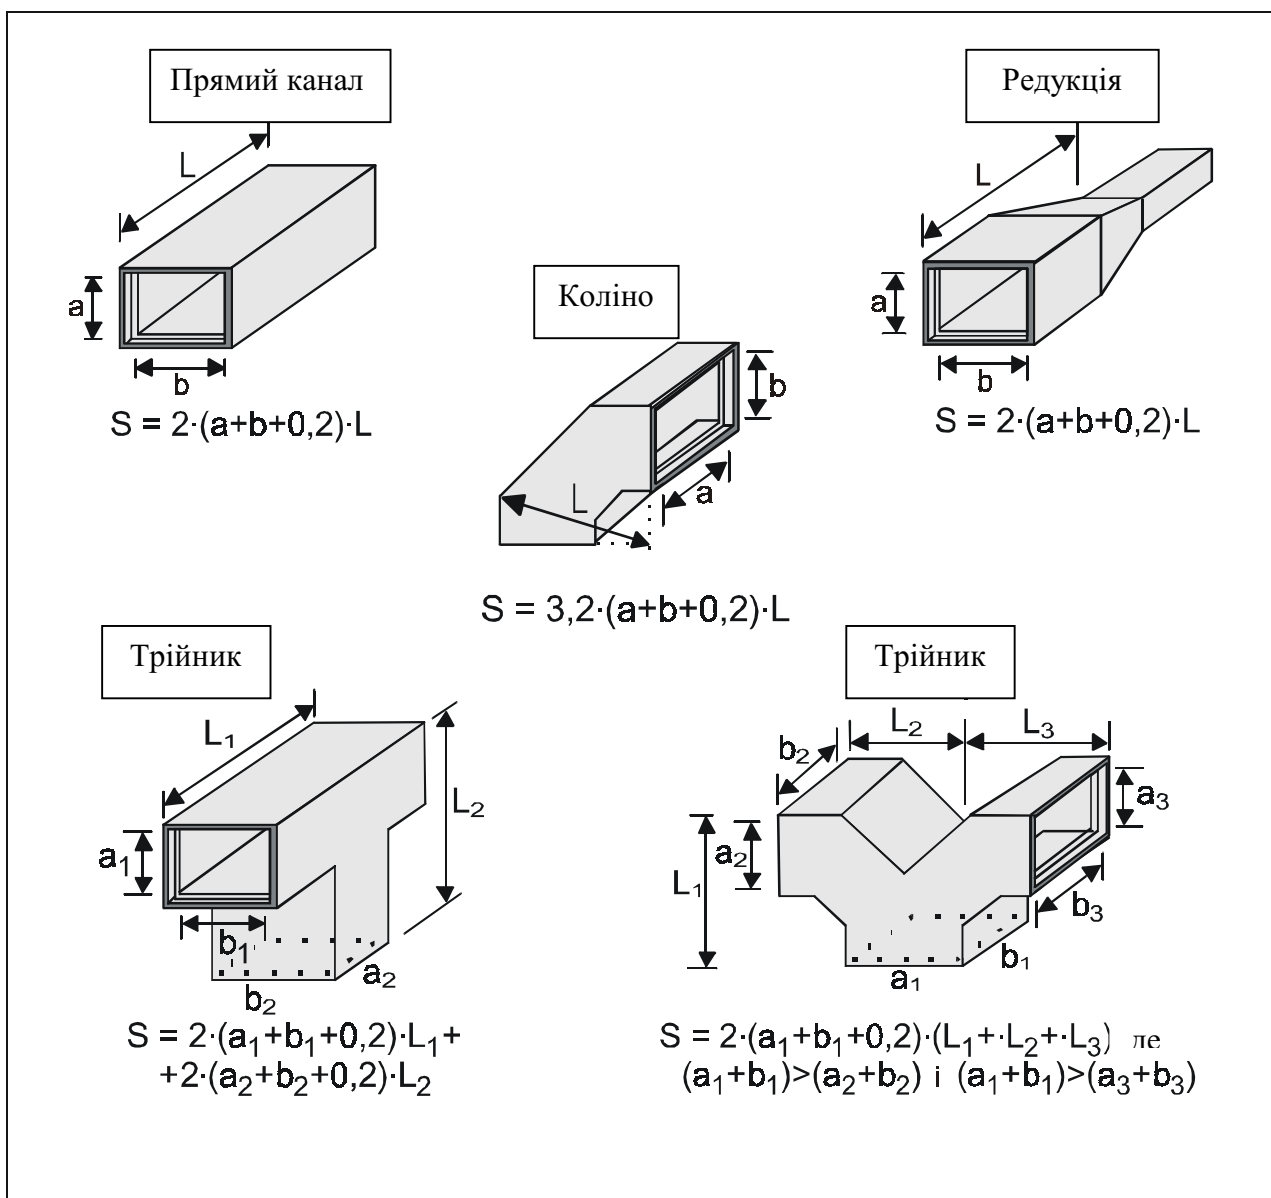 Прямий канал
Редукція
L
L
a
b
a
b
Коліно
S = 2·(a+b+0,2)·L
S = 2·(a+b+0,2)·L
b
a
L
S = 3,2·(a+b+0,2)·L
Трійник
Трійник
L₁
L₂
a₁
b₁
a₂
b₂
L₂
L₃
b₂
a₃
a₂
L₁
b₃
b₁
a₁
S = 2·(a₁+b₁+0,2)·L₁+
+2·(a₂+b₂+0,2)·L₂
S = 2·(a₁+b₁+0,2)·(L₁+·L₂+·L₃) де
(a₁+b₁)>(a₂+b₂) і (a₁+b₁)>(a₃+b₃)